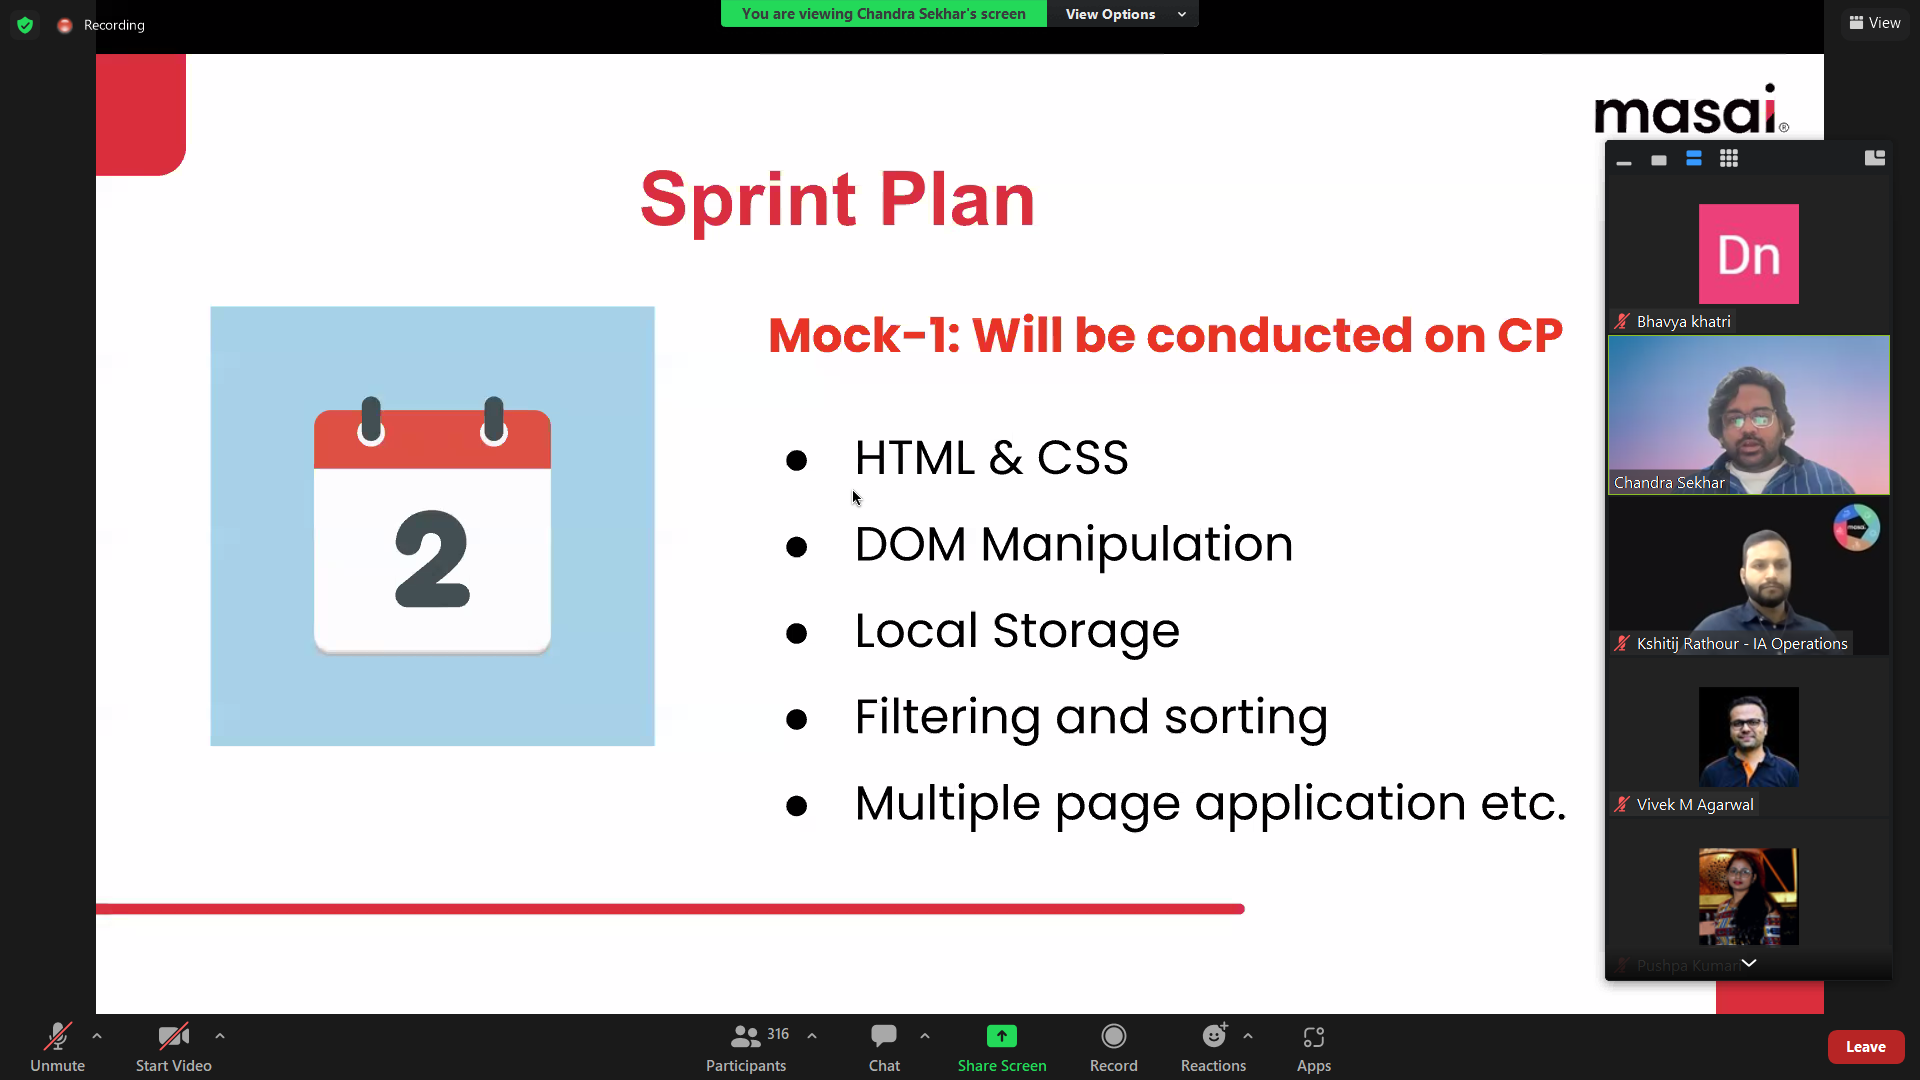 Recording
You are viewing Chandra Sekhar's screen
View Options
View
masai
®
Sprint Plan
2
Mock-1: Will be conducted on CP
● HTML & CSS
● DOM Manipulation
● Local Storage
● Filtering and sorting
● Multiple page application etc.
Dn
Bhavya khatri
Chandra Sekhar
masai.
Kshitij Rathour - IA Operations
Vivek M Agarwal
Pushpa Kumari
Unmute
Start Video
316
Participants
Chat
Share Screen
Record
Reactions
Apps
Leave